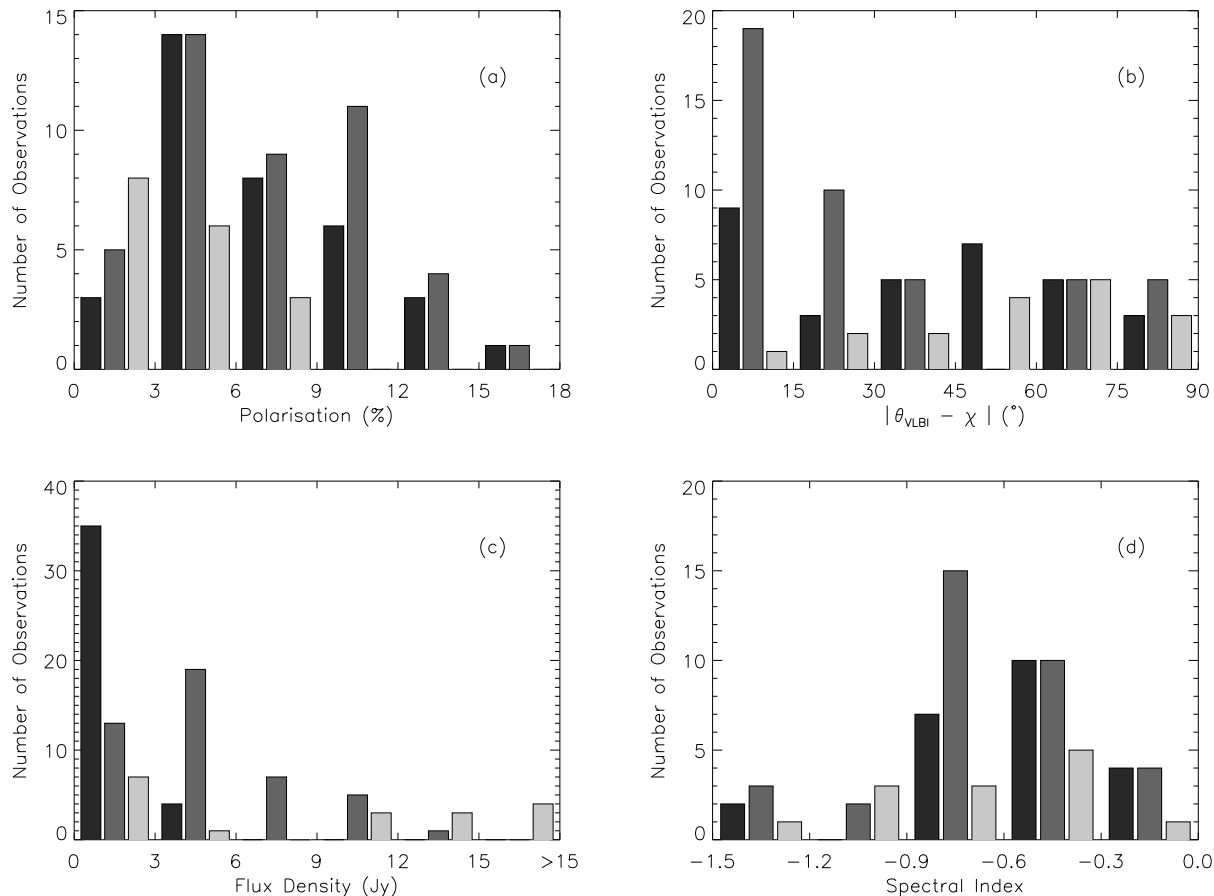 15
10
5
0
Number of Observations
(a)
0 3 6 9 12 15 18
Polarisation (%)
20
15
10
5
0
Number of Observations
(b)
0 15 30 45 60 75 90
|θVLBI − χ | (°)
40
30
20
10
0
Number of Observations
(c)
0 3 6 9 12 15 >15
Flux Density (Jy)
20
15
10
5
0
Number of Observations
(d)
−1.5 −1.2 −0.9 −0.6 −0.3 0.0
Spectral Index